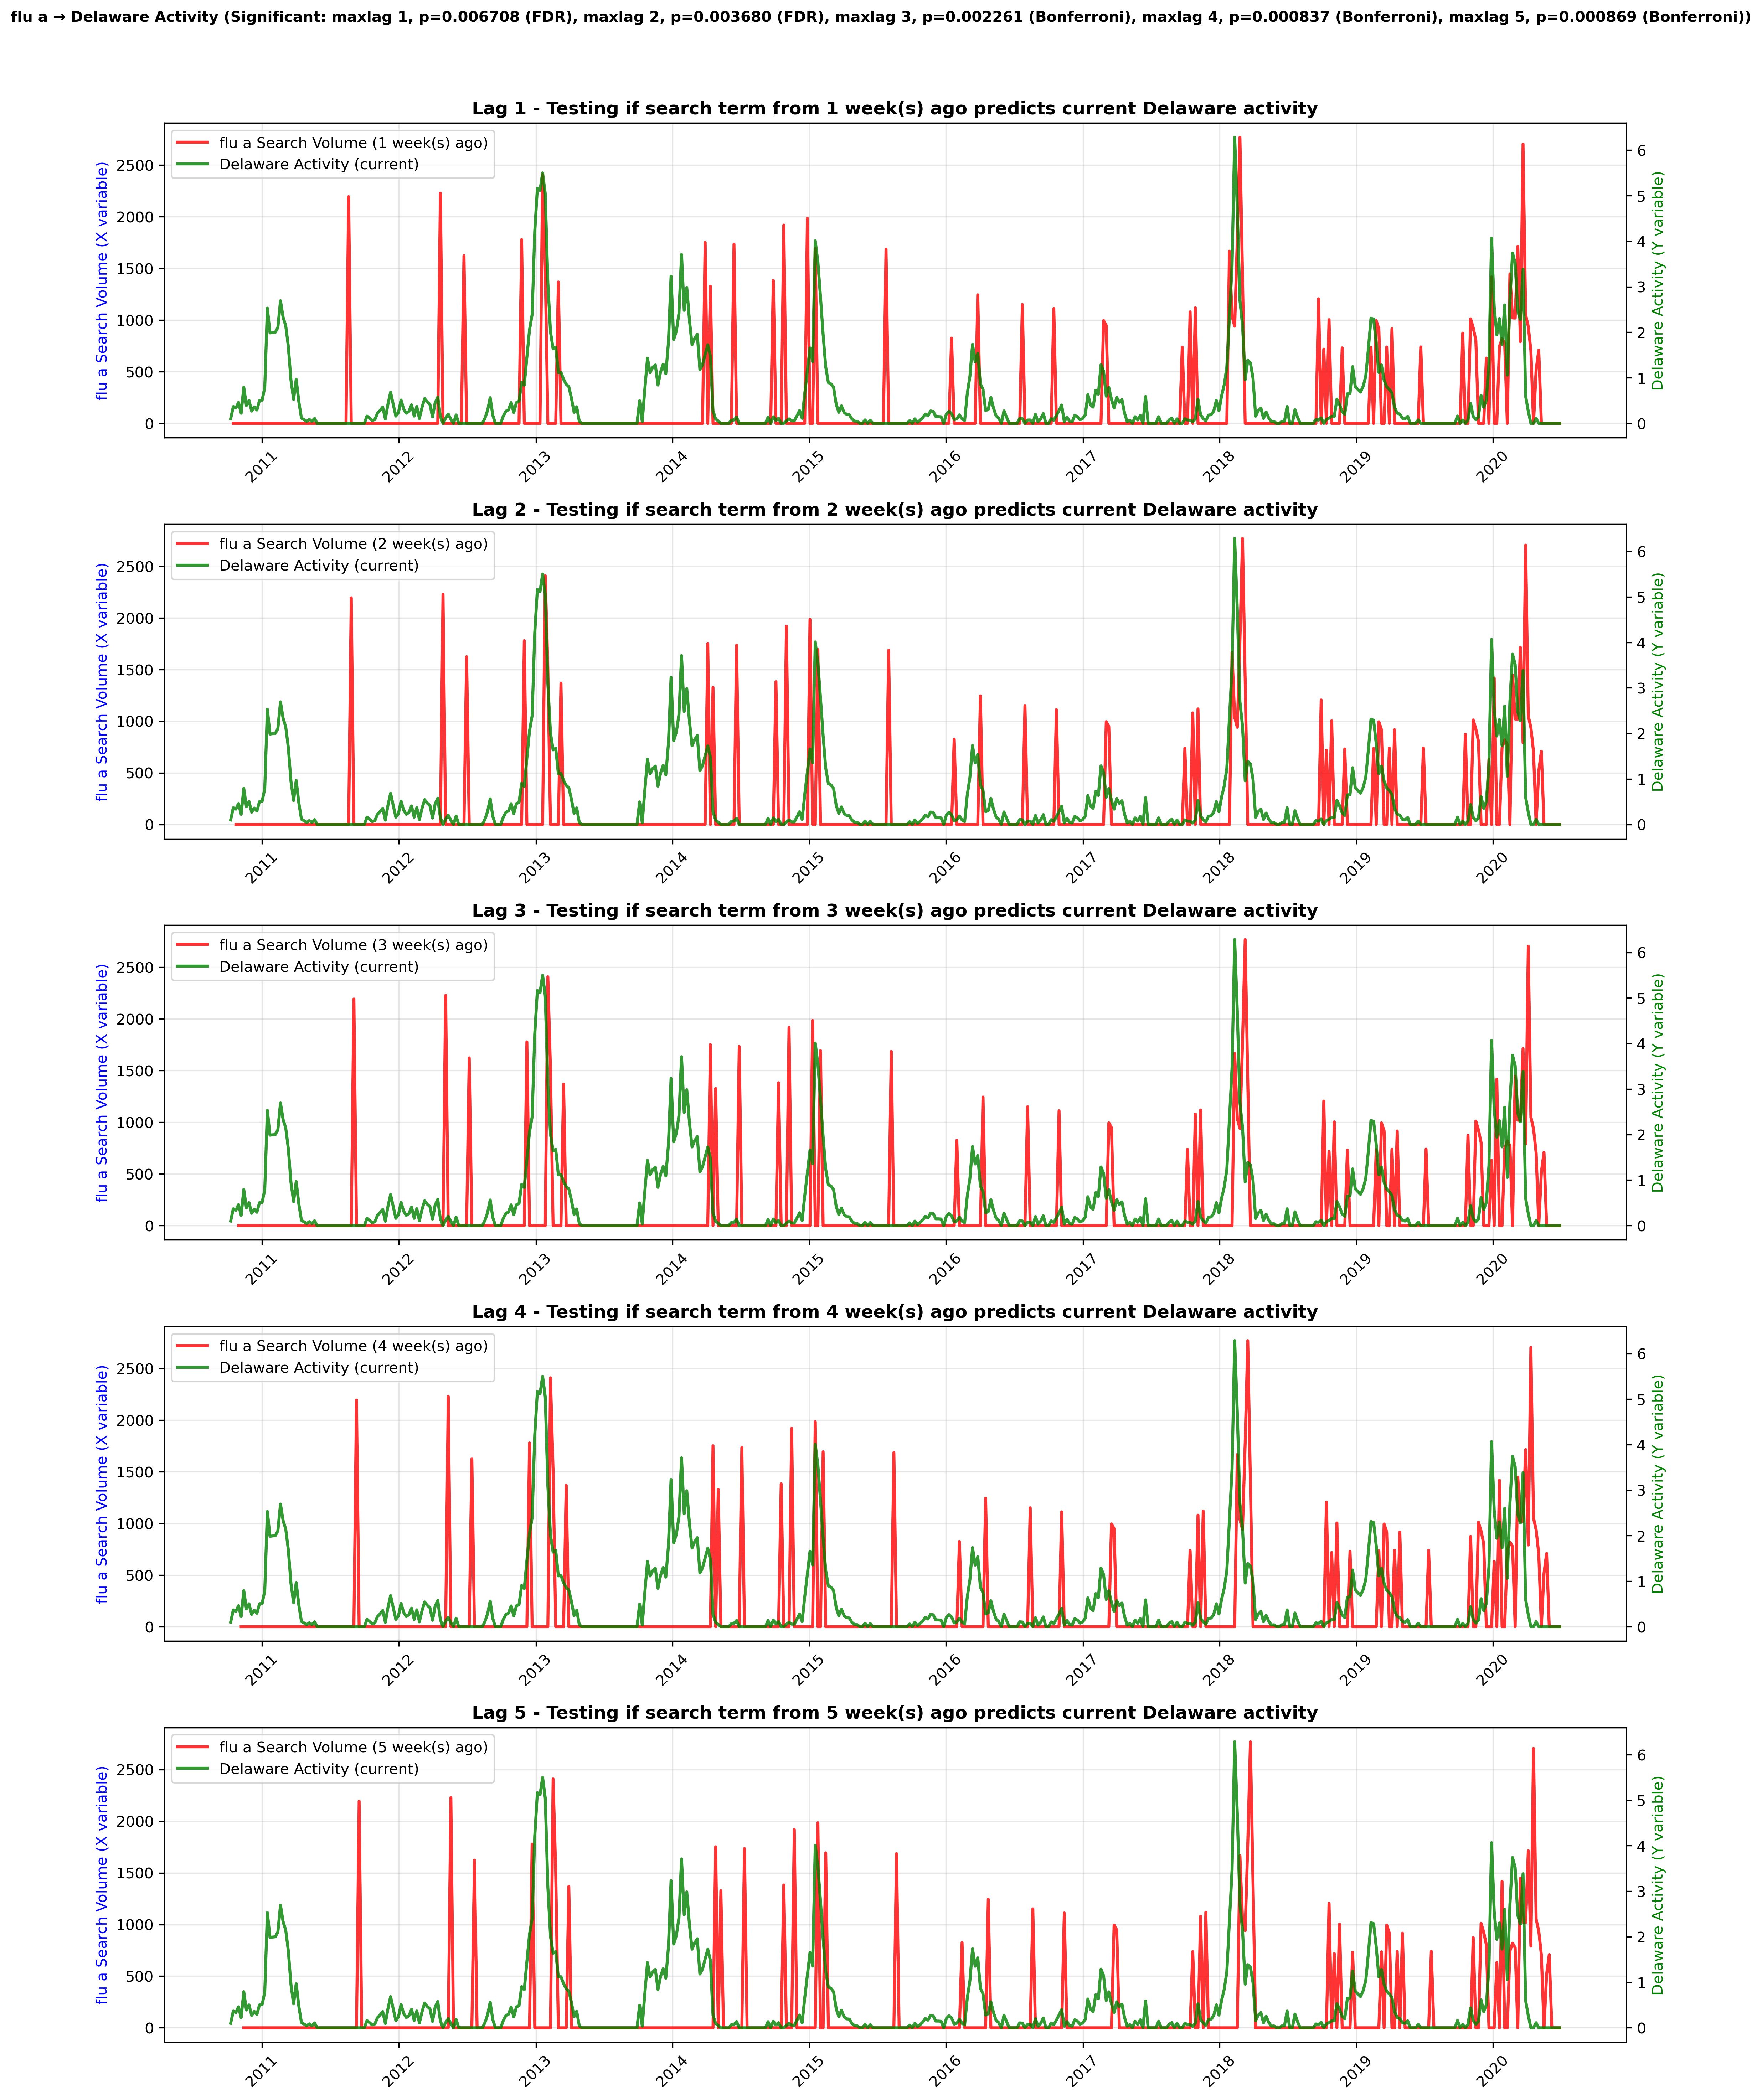 flu a → Delaware Activity (Significant: maxlag 1, p=0.006708 (FDR), maxlag 2, p=0.003680 (FDR), maxlag 3, p=0.002261 (Bonferroni), maxlag 4, p=0.000837 (Bonferroni), maxlag 5, p=0.000869 (Bonferroni))
Lag 1 - Testing if search term from 1 week(s) ago predicts current Delaware activity
flu a Search Volume (1 week(s) ago)
Delaware Activity (current)
flu a Search Volume (X variable)
2500
2000
1500
1000
500
0
6
5
4
3
2
1
0
Delaware Activity (Y variable)
2011 2012 2013 2014 2015 2016 2017 2018 2019 2020
Lag 2 - Testing if search term from 2 week(s) ago predicts current Delaware activity
flu a Search Volume (2 week(s) ago)
Delaware Activity (current)
flu a Search Volume (X variable)
2500
2000
1500
1000
500
0
6
5
4
3
2
1
0
Delaware Activity (Y variable)
2011 2012 2013 2014 2015 2016 2017 2018 2019 2020
Lag 3 - Testing if search term from 3 week(s) ago predicts current Delaware activity
flu a Search Volume (3 week(s) ago)
Delaware Activity (current)
flu a Search Volume (X variable)
2500
2000
1500
1000
500
0
6
5
4
3
2
1
0
Delaware Activity (Y variable)
2011 2012 2013 2014 2015 2016 2017 2018 2019 2020
Lag 4 - Testing if search term from 4 week(s) ago predicts current Delaware activity
flu a Search Volume (4 week(s) ago)
Delaware Activity (current)
flu a Search Volume (X variable)
2500
2000
1500
1000
500
0
6
5
4
3
2
1
0
Delaware Activity (Y variable)
2011 2012 2013 2014 2015 2016 2017 2018 2019 2020
Lag 5 - Testing if search term from 5 week(s) ago predicts current Delaware activity
flu a Search Volume (5 week(s) ago)
Delaware Activity (current)
flu a Search Volume (X variable)
2500
2000
1500
1000
500
0
6
5
4
3
2
1
0
Delaware Activity (Y variable)
2011 2012 2013 2014 2015 2016 2017 2018 2019 2020